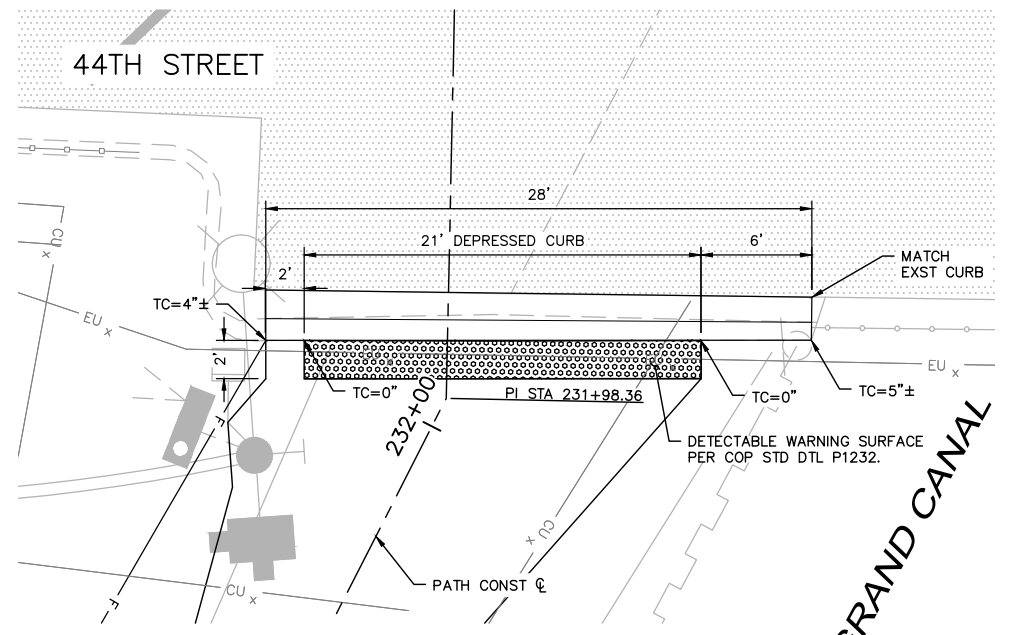 44TH STREET
28'
21' DEPRESSED CURB
6'
MATCH
EXST CURB
2'
TC=4"±
CU x
EU x
2'
TC=0"
PI STA 231+98.36
TC=0"
TC=5"±
EU x
232+00
DETECTABLE WARNING SURFACE
PER COP STD DTL P1232.
F
CU x
GRAND CANAL
PATH CONST ℄
CU x
F